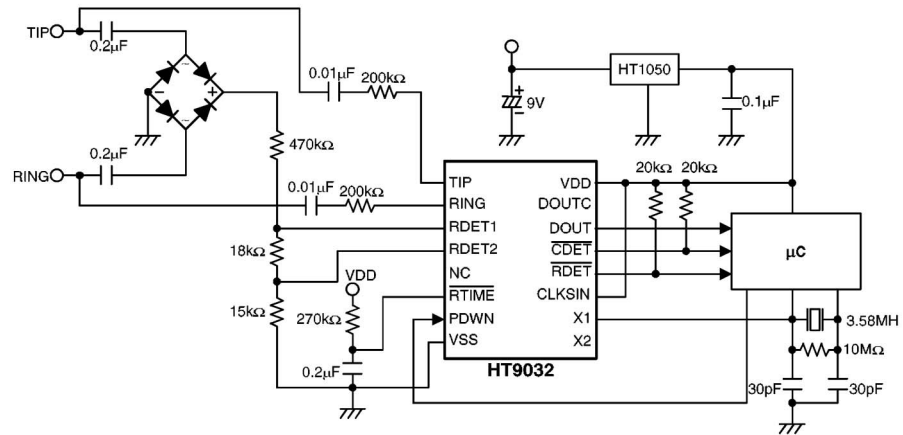 TIP
0.2µF
~
−
+
~
0.2µF
RING
0.01µF
200kΩ
470kΩ
0.01µF
200kΩ
18kΩ
15kΩ
VDD
270kΩ
0.2µF
HT1050
+
−
9V
0.1µF
20kΩ 20kΩ
TIP
RING
RDET1
RDET2
NC
RTIME
PDWN
VSS
VDD
DOUTC
DOUT
CDET
RDET
CLKSIN
X1
X2
HT9032
µC
3.58MH
10MΩ
30pF
30pF